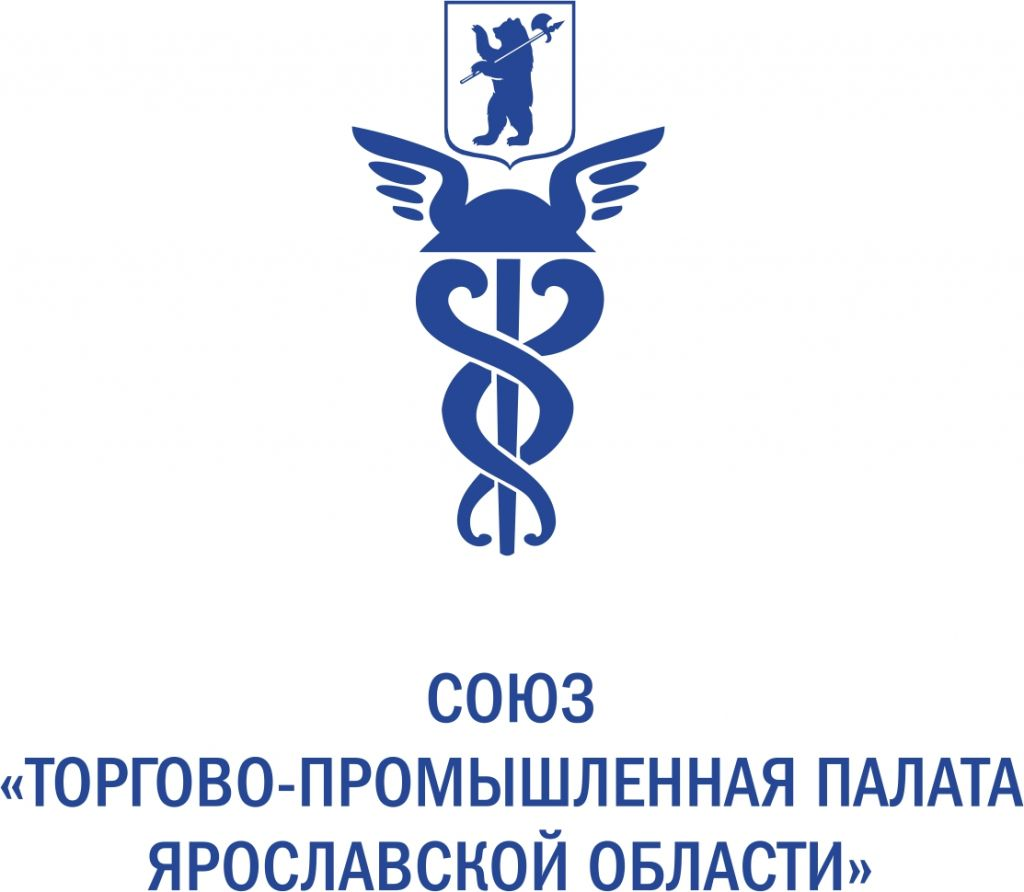 СОЮЗ
«ТОРГОВО-ПРОМЫШЛЕННАЯ ПАЛАТА
ЯРОСЛАВСКОЙ ОБЛАСТИ»